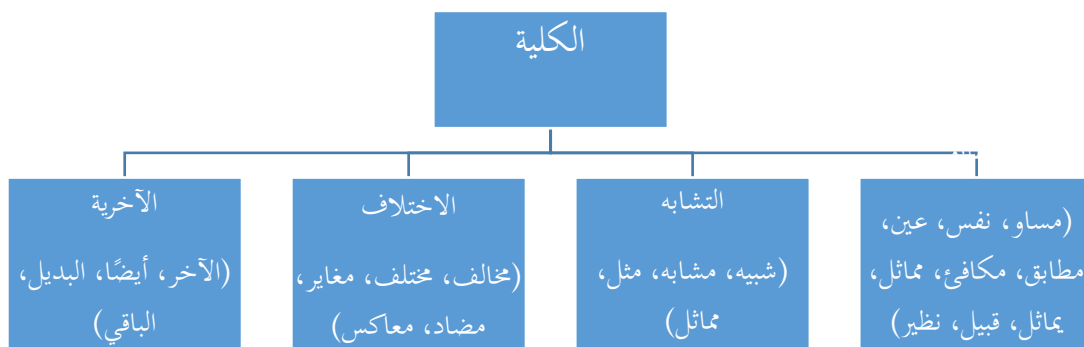 الكلية
(مساو، نفس، عين،
مطابق، مكافئ، مماثل،
يماثل، قبيل، نظير)
التشابه
(شبيه، مشابه، مثل،
مماثل)
الاختلاف
(مخالف، مختلف، مغاير،
مضاد، معاكس)
الآخرية
(الآخر، أيضًا، البديل،
الباقي)